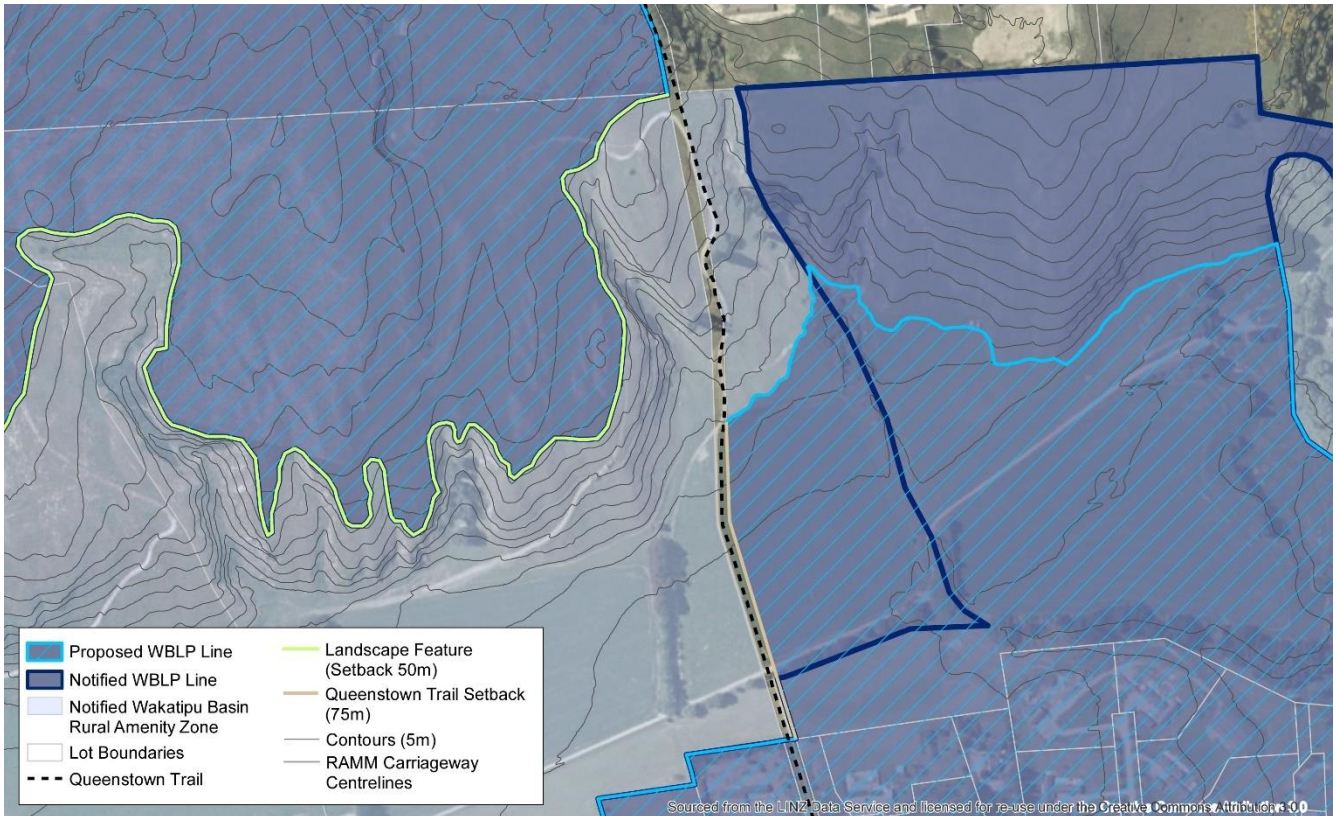 Proposed WBLP Line
Notified WBLP Line
Notified Wakatipu Basin
Rural Amenity Zone
Lot Boundaries
Queenstown Trail
Landscape Feature
(Setback 50m)
Queenstown Trail Setback
(75m)
Contours (5m)
RAMM Carriageway
Centrelines
Sourced from the LINZ Data Service and licensed for re-use under the Creative Commons Attribution 3.0